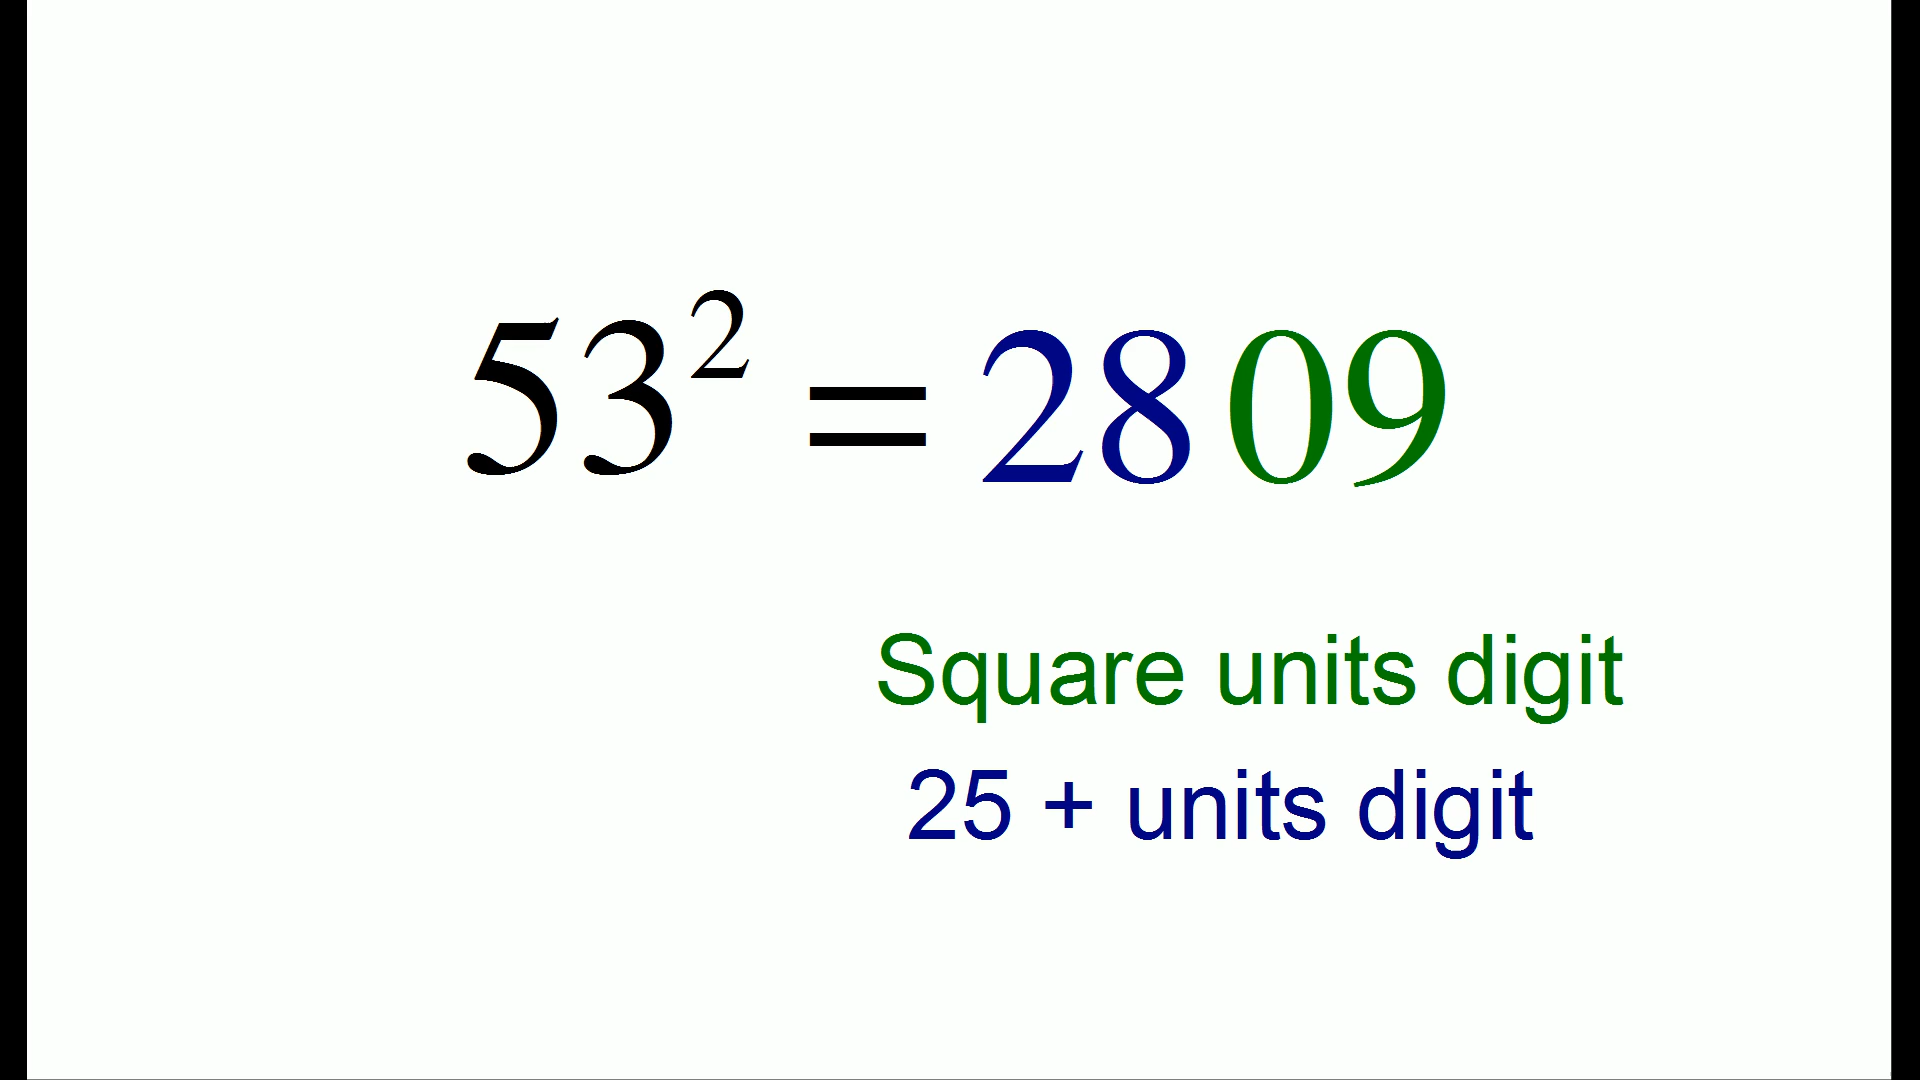 53² = 2809
Square units digit
25 + units digit